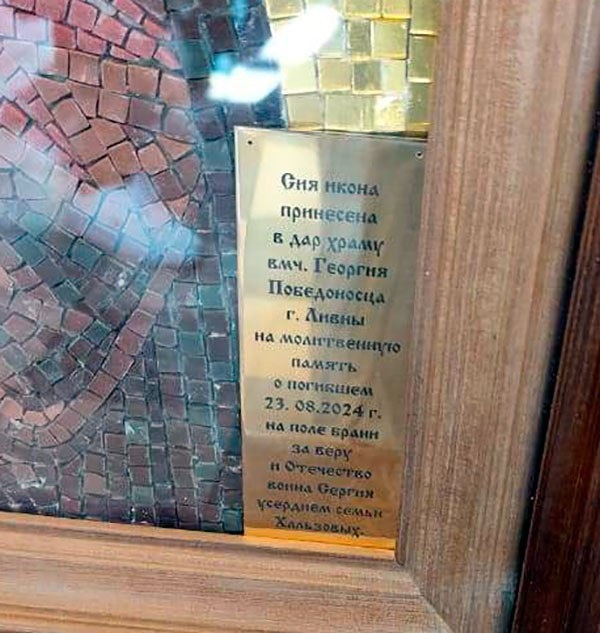 Сия икона
принесена
в дар храму
вмч. Георгия
Победоносца
г. Ливны
на молитвенную
память
о погибшем
23. 08.2024 г.
на поле брани
за веру
и Отечество
воина Сергия
усердием семьи
Хальзовых.